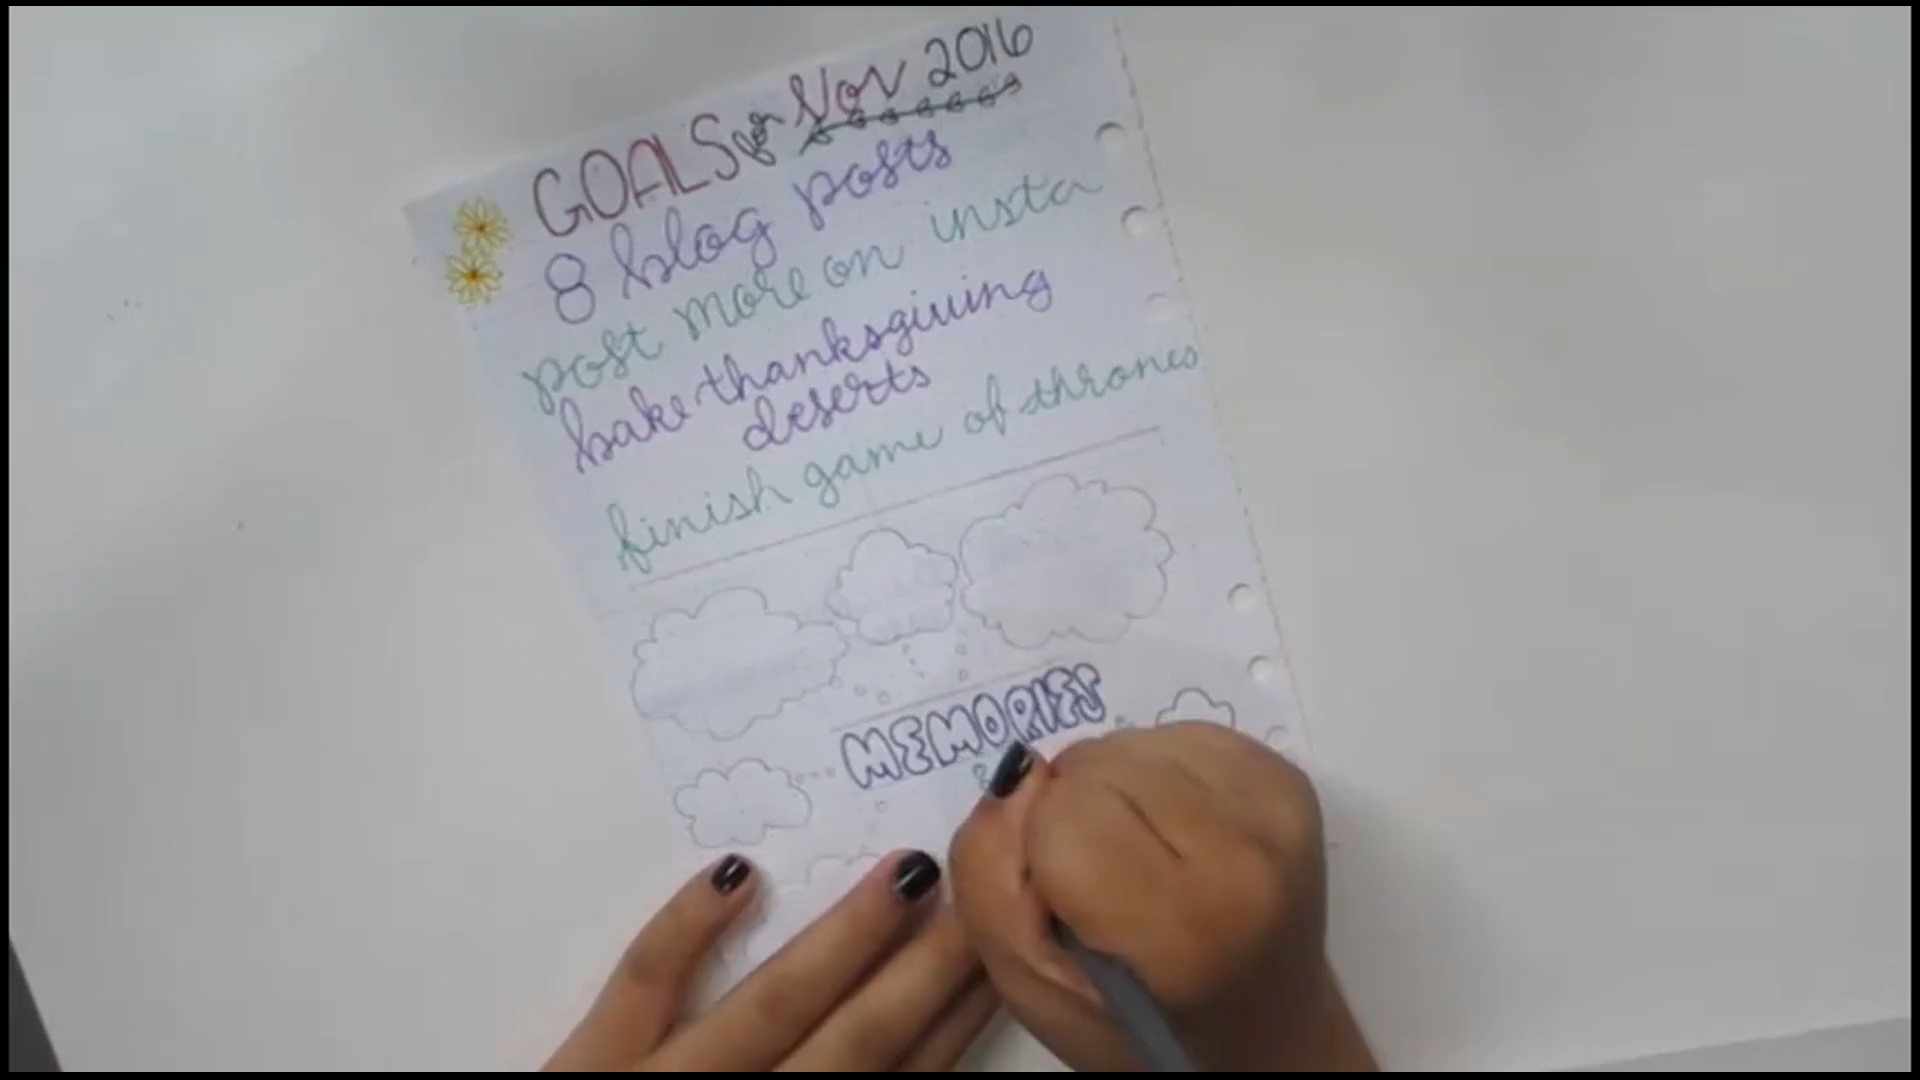 GOALS for Nov 2016
8 blog posts
post more on insta
bake thanksgiving
deserts
finish game of thrones
MEMORIES